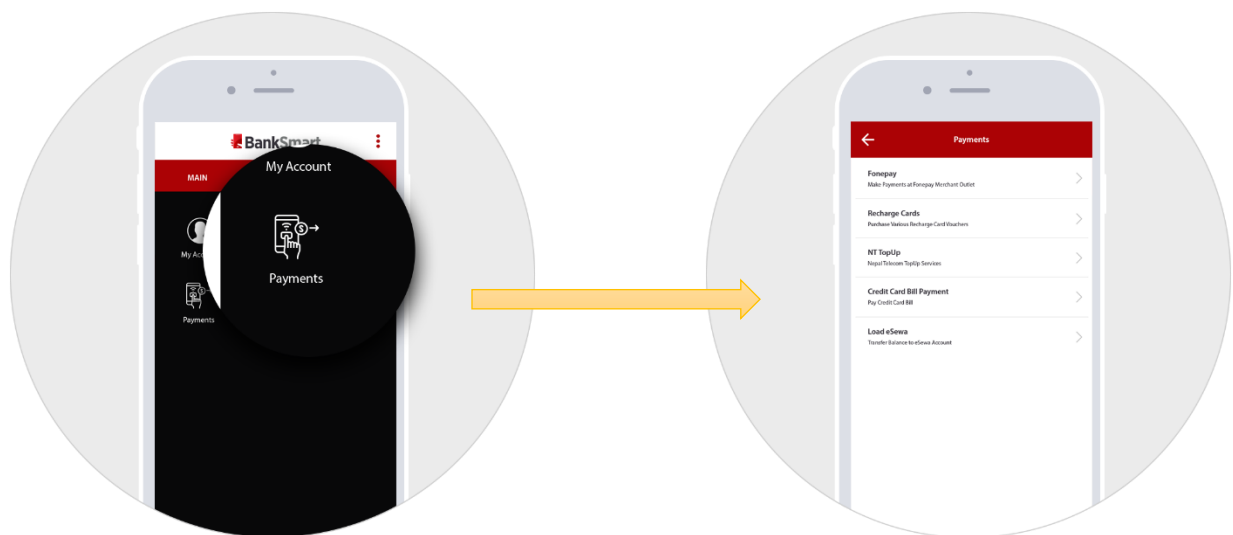 BankSmart
MAIN
My Account
Payments
My Acc
Payments
Payments
Fonepay
Make Payments at Fonepay Merchant Outlet
Recharge Cards
Purchase Various Recharge Card Vouchers
NT TopUp
Nepal Telecom TopUp Services
Credit Card Bill Payment
Pay Credit Card Bill
Load eSewa
Transfer Balance to eSewa Account